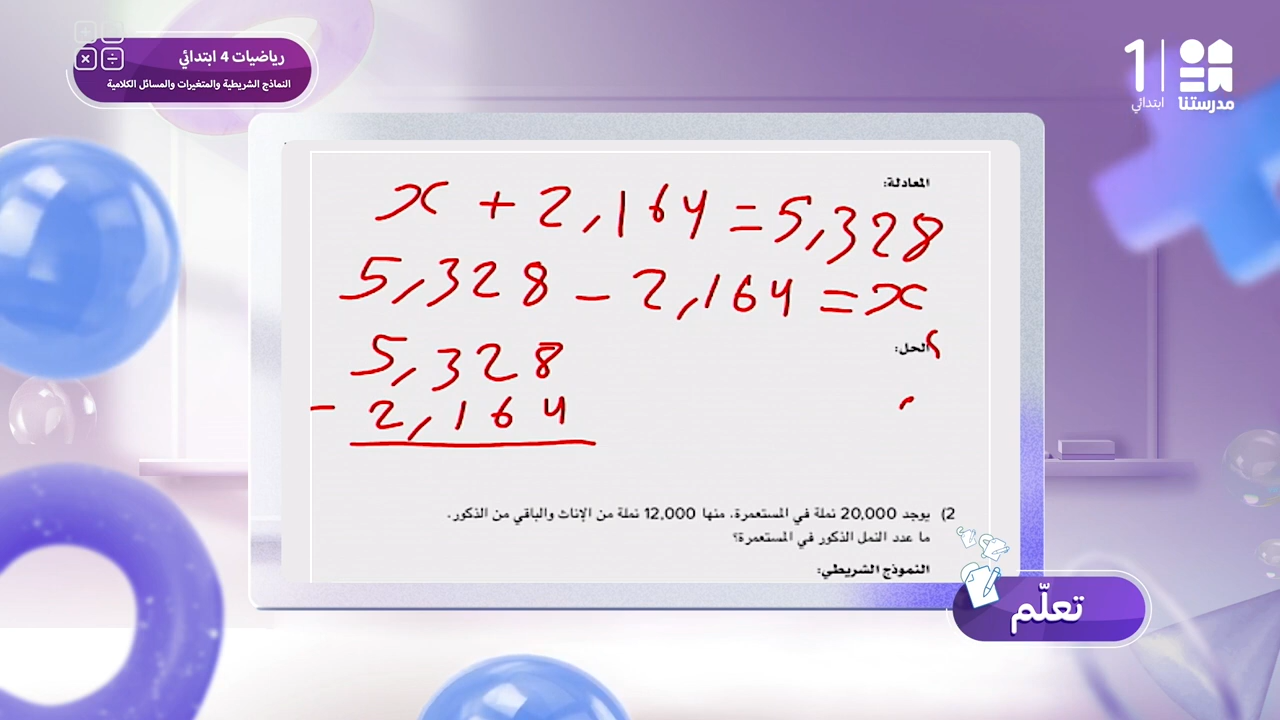 رياضيات 4 ابتدائي
النماذج الشريطية والمتغيرات والمسائل الكلامية
1 ابتدائي
مدرستنا
المعادلة:
x + 2,164 = 5,328
5,328 - 2,164 = x
الحل:
5,328
- 2,164
2) يوجد 20,000 نملة في المستعمرة. منها 12,000 نملة من الإناث والباقي من الذكور.
ما عدد النمل الذكور في المستعمرة؟
النموذج الشريطي:
تعلّم